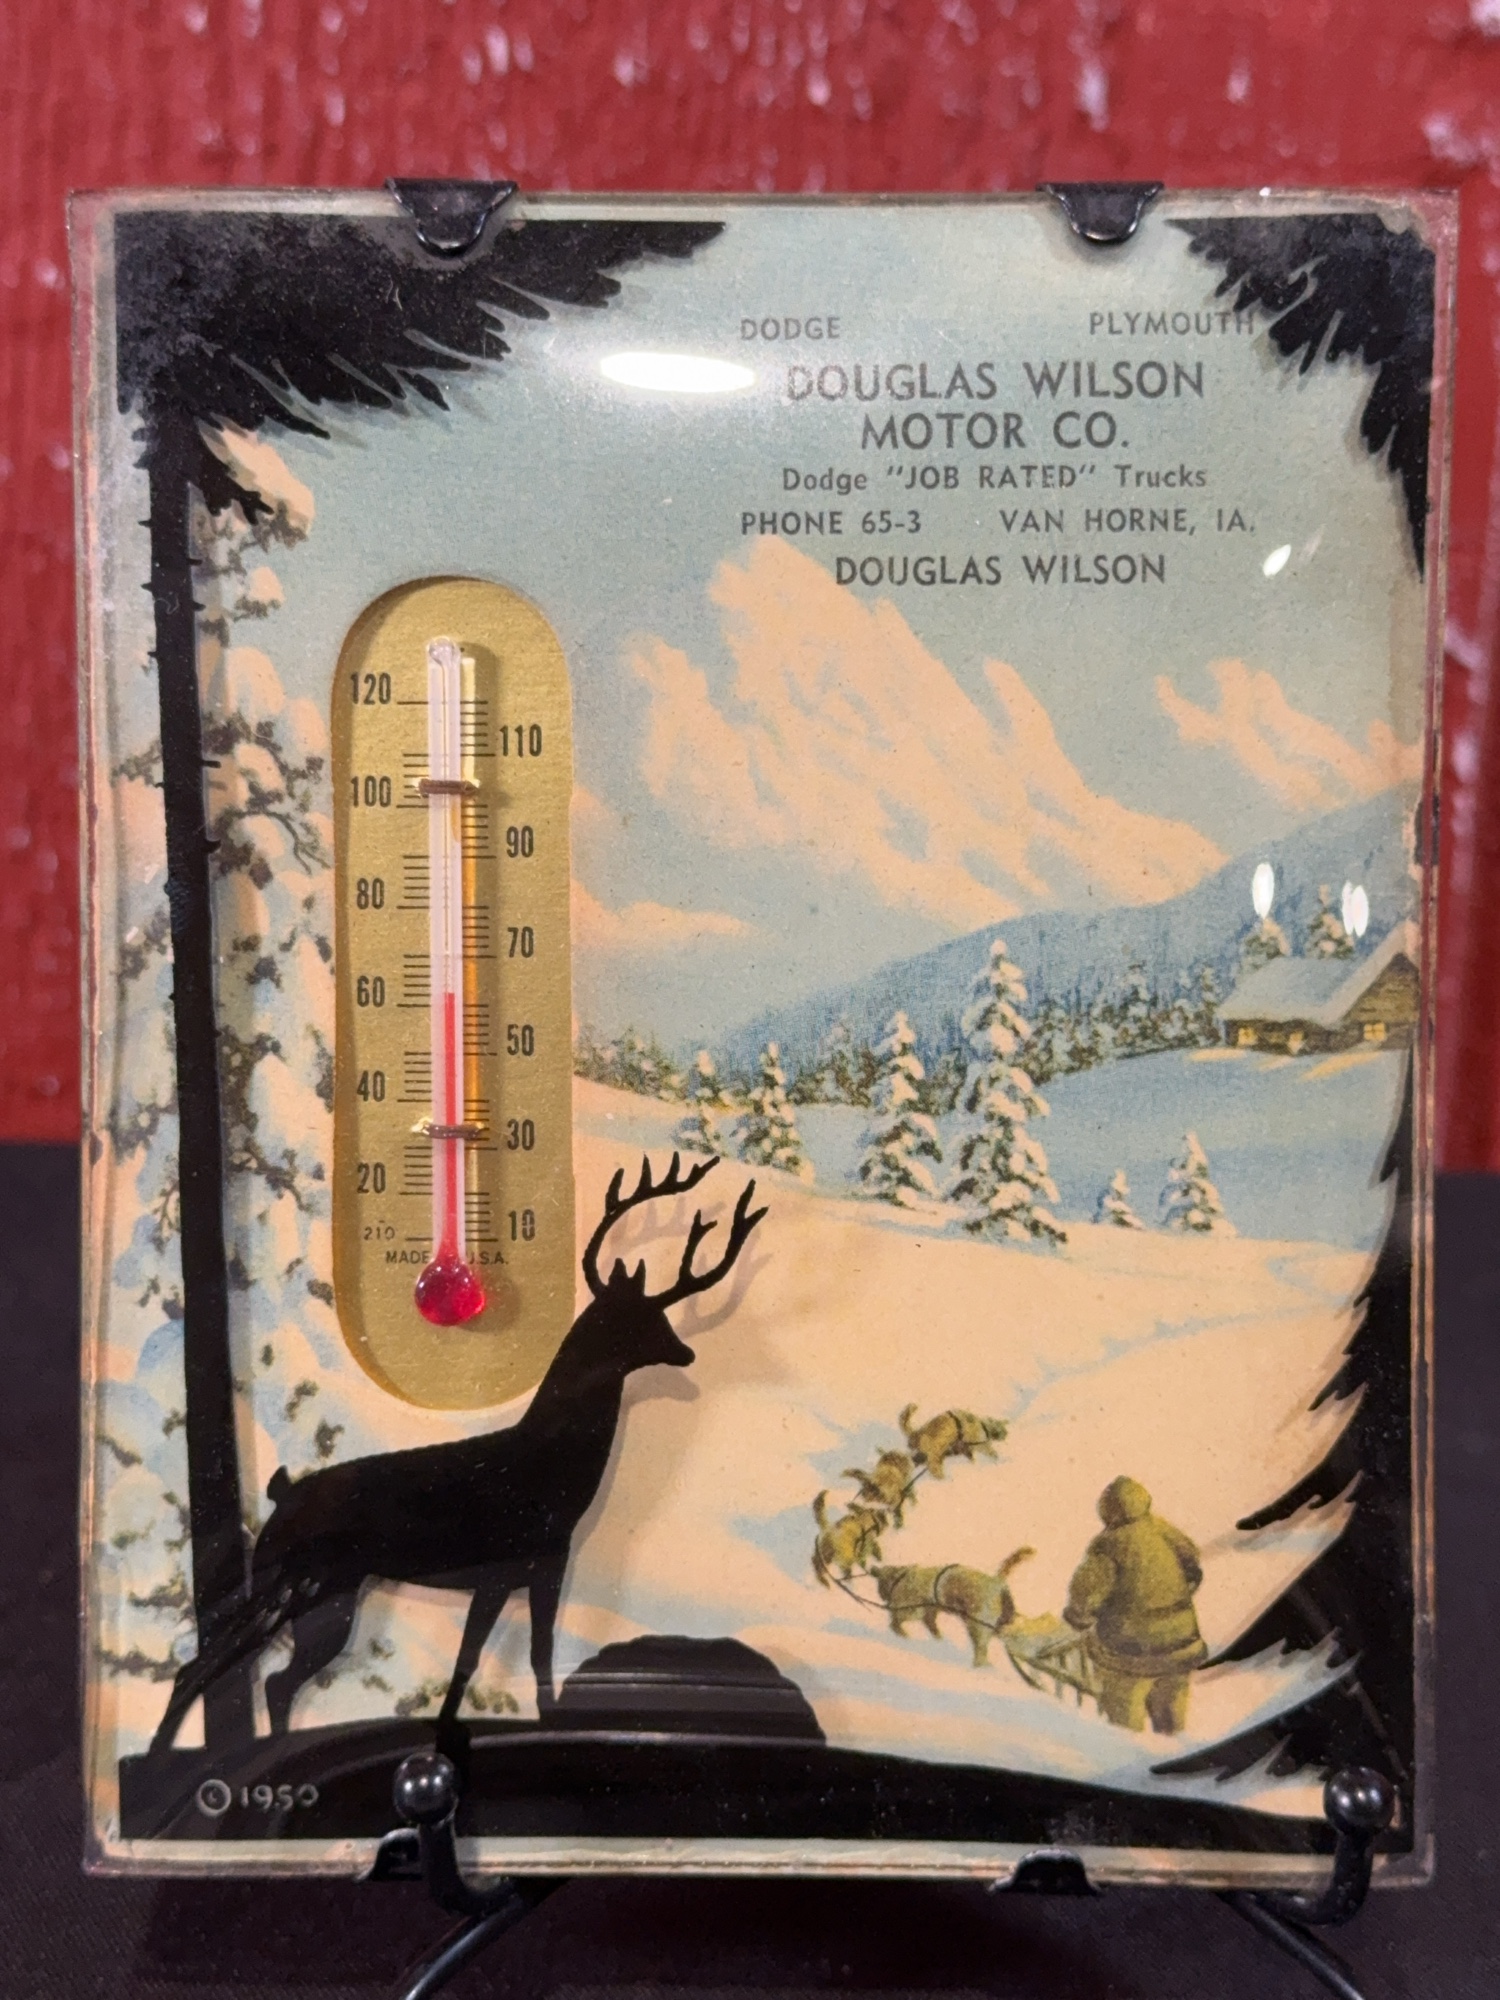 DODGE PLYMOUTH
DOUGLAS WILSON
MOTOR CO.
Dodge "JOB RATED" Trucks
PHONE 65-3 VAN HORNE, IA.
DOUGLAS WILSON
120
110
100
90
80
70
60
50
40
30
20
10
210
MADE U.S.A.
© 1950